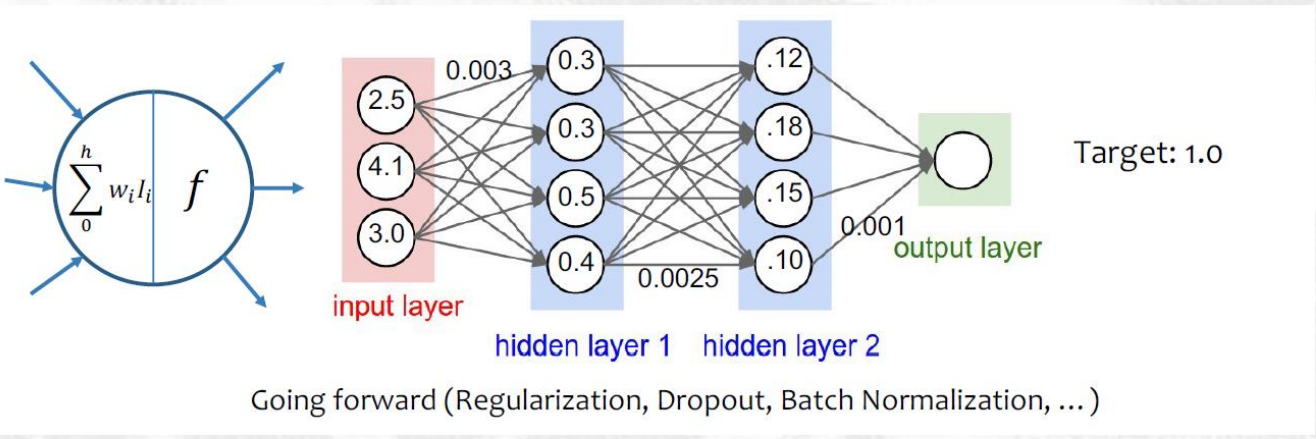 h
∑ wᵢIᵢ f
0
2.5
4.1
3.0
input layer
0.003
0.3
0.3
0.5
0.4
hidden layer 1
0.0025
.12
.18
.15
.10
hidden layer 2
0.001
output layer
Target: 1.0
Going forward (Regularization, Dropout, Batch Normalization, ... )